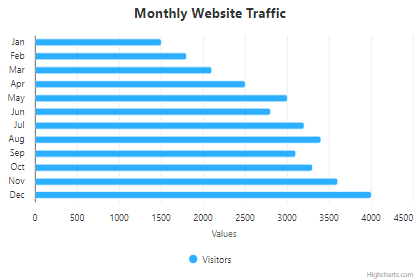 Monthly Website Traffic
Jan
Feb
Mar
Apr
May
Jun
Jul
Aug
Sep
Oct
Nov
Dec
0 500 1000 1500 2000 2500 3000 3500 4000 4500
Values
Visitors
Highcharts.com